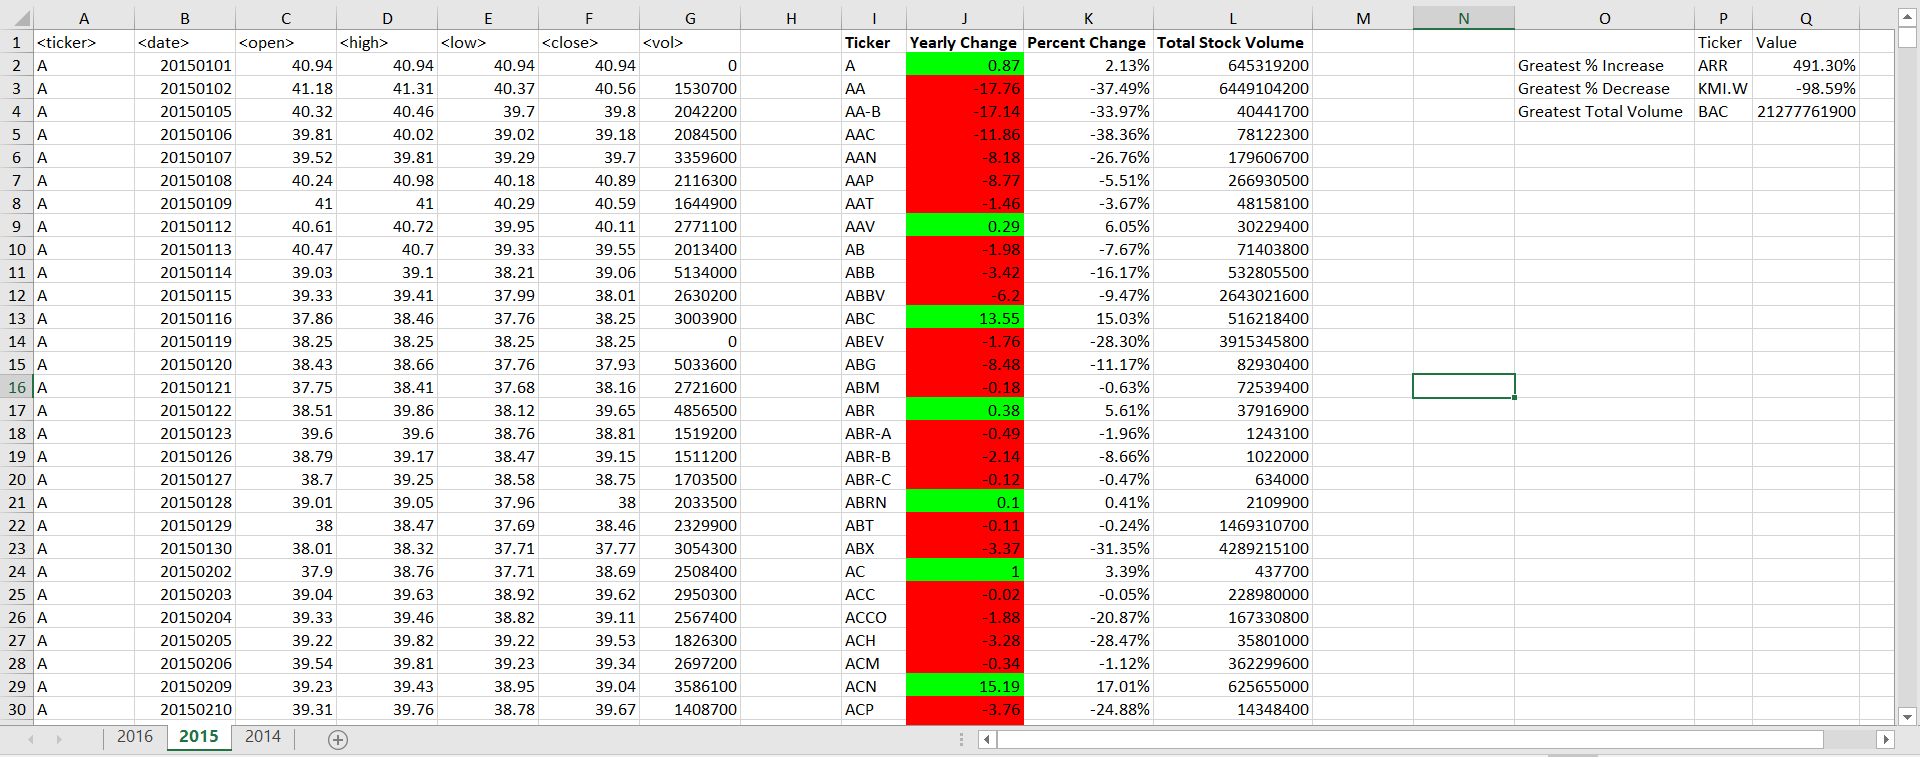 A B C D E F G H I J K L M N O P Q
1 <ticker> <date> <open> <high> <low> <close> <vol> Ticker Yearly Change Percent Change Total Stock Volume Ticker Value
2 A 20150101 40.94 40.94 40.94 40.94 0 A 0.87 2.13% 645319200 Greatest % Increase ARR 491.30%
3 A 20150102 41.18 41.31 40.37 40.56 1530700 AA -17.76 -37.49% 6449104200 Greatest % Decrease KMI.W -98.59%
4 A 20150105 40.32 40.46 39.7 39.8 2042200 AA-B -17.14 -33.97% 40441700 Greatest Total Volume BAC 21277761900
5 A 20150106 39.81 40.02 39.02 39.18 2084500 AAC -11.86 -38.36% 78122300
6 A 20150107 39.52 39.81 39.29 39.7 3359600 AAN -8.18 -26.76% 179606700
7 A 20150108 40.24 40.98 40.18 40.89 2116300 AAP -8.77 -5.51% 266930500
8 A 20150109 41 41 40.29 40.59 1644900 AAT -1.46 -3.67% 48158100
9 A 20150112 40.61 40.72 39.95 40.11 2771100 AAV 0.29 6.05% 30229400
10 A 20150113 40.47 40.7 39.33 39.55 2013400 AB -1.98 -7.67% 71403800
11 A 20150114 39.03 39.1 38.21 39.06 5134000 ABB -3.42 -16.17% 532805500
12 A 20150115 39.33 39.41 37.99 38.01 2630200 ABBV -6.2 -9.47% 2643021600
13 A 20150116 37.86 38.46 37.76 38.25 3003900 ABC 13.55 15.03% 516218400
14 A 20150119 38.25 38.25 38.25 38.25 0 ABEV -1.76 -28.30% 3915345800
15 A 20150120 38.43 38.66 37.76 37.93 5033600 ABG -8.48 -11.17% 82930400
16 A 20150121 37.75 38.41 37.68 38.16 2721600 ABM -0.18 -0.63% 72539400
17 A 20150122 38.51 39.86 38.12 39.65 4856500 ABR 0.38 5.61% 37916900
18 A 20150123 39.6 39.6 38.76 38.81 1519200 ABR-A -0.49 -1.96% 1243100
19 A 20150126 38.79 39.17 38.47 39.15 1511200 ABR-B -2.14 -8.66% 1022000
20 A 20150127 38.7 39.25 38.58 38.75 1703500 ABR-C -0.12 -0.47% 634000
21 A 20150128 39.01 39.05 37.96 38 2033500 ABRN 0.1 0.41% 2109900
22 A 20150129 38 38.47 37.69 38.46 2329900 ABT -0.11 -0.24% 1469310700
23 A 20150130 38.01 38.32 37.71 37.77 3054300 ABX -3.37 -31.35% 4289215100
24 A 20150202 37.9 38.76 37.71 38.69 2508400 AC 1 3.39% 437700
25 A 20150203 39.04 39.63 38.92 39.62 2950300 ACC -0.02 -0.05% 228980000
26 A 20150204 39.33 39.46 38.82 39.11 2567400 ACCO -1.88 -20.87% 167330800
27 A 20150205 39.22 39.82 39.22 39.53 1826300 ACH -3.28 -28.47% 35801000
28 A 20150206 39.54 39.81 39.23 39.34 2697200 ACM -0.34 -1.12% 362299600
29 A 20150209 39.23 39.43 38.95 39.04 3586100 ACN 15.19 17.01% 625655000
30 A 20150210 39.31 39.76 38.78 39.67 1408700 ACP -3.76 -24.88% 14348400
2016 2015 2014